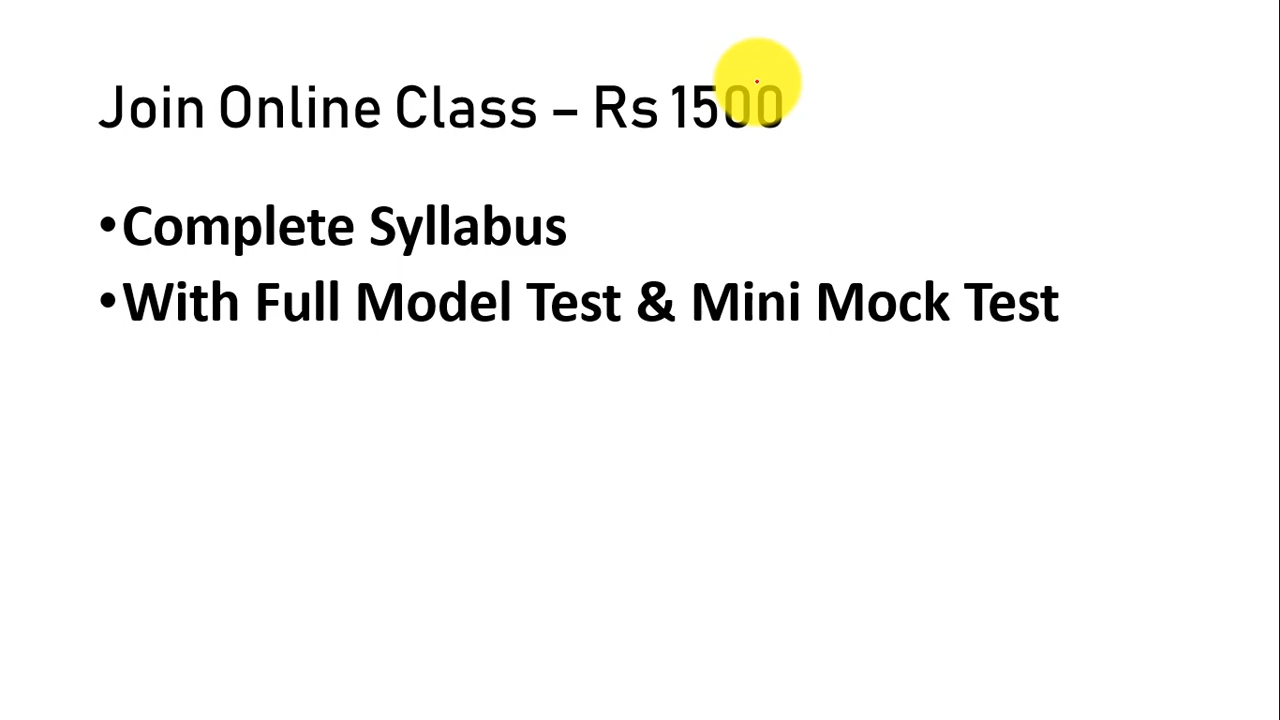 Join Online Class – Rs 1500
•Complete Syllabus
•With Full Model Test & Mini Mock Test